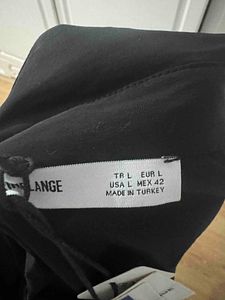 LANGE
TR L EUR L
USA L MEX 42
MADE IN TURKEY